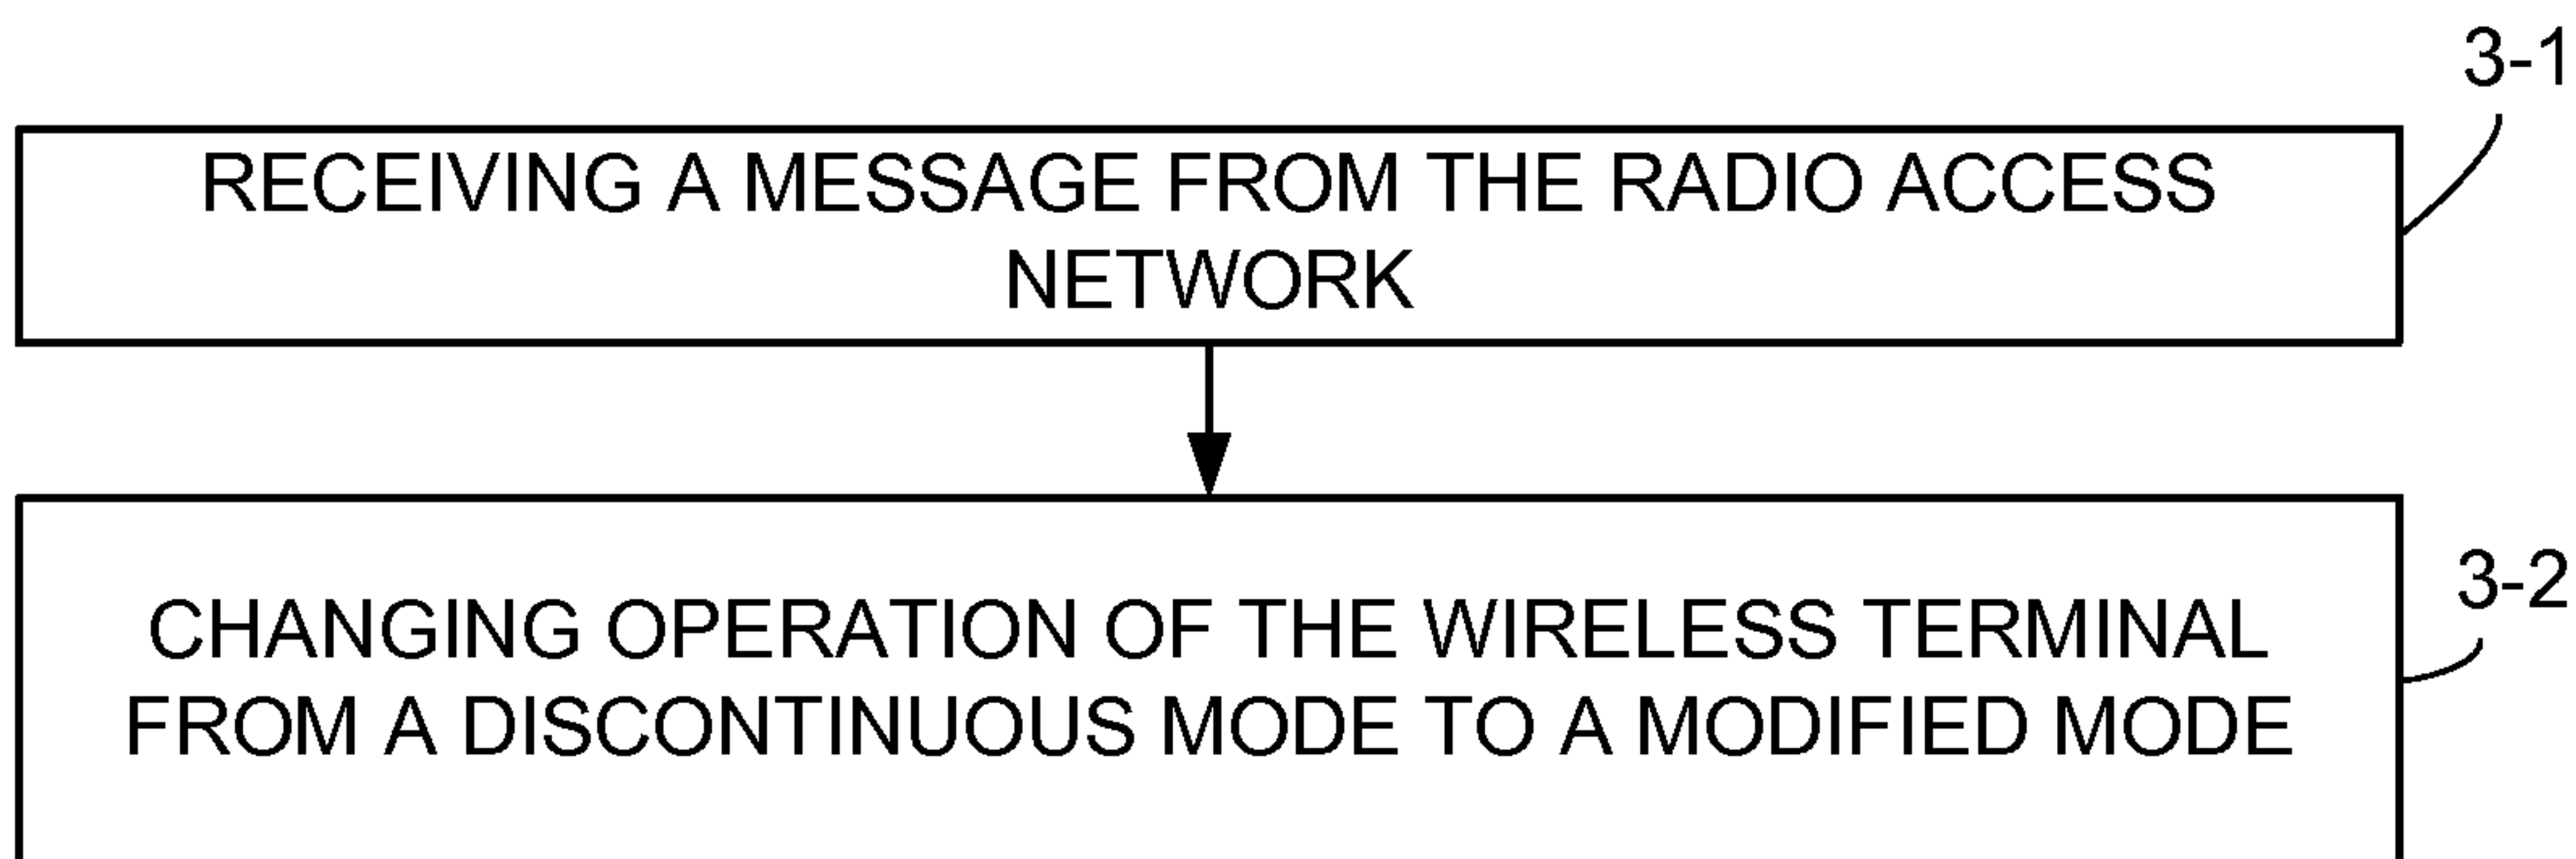 3-1
RECEIVING A MESSAGE FROM THE RADIO ACCESS
NETWORK
3-2
CHANGING OPERATION OF THE WIRELESS TERMINAL
FROM A DISCONTINUOUS MODE TO A MODIFIED MODE